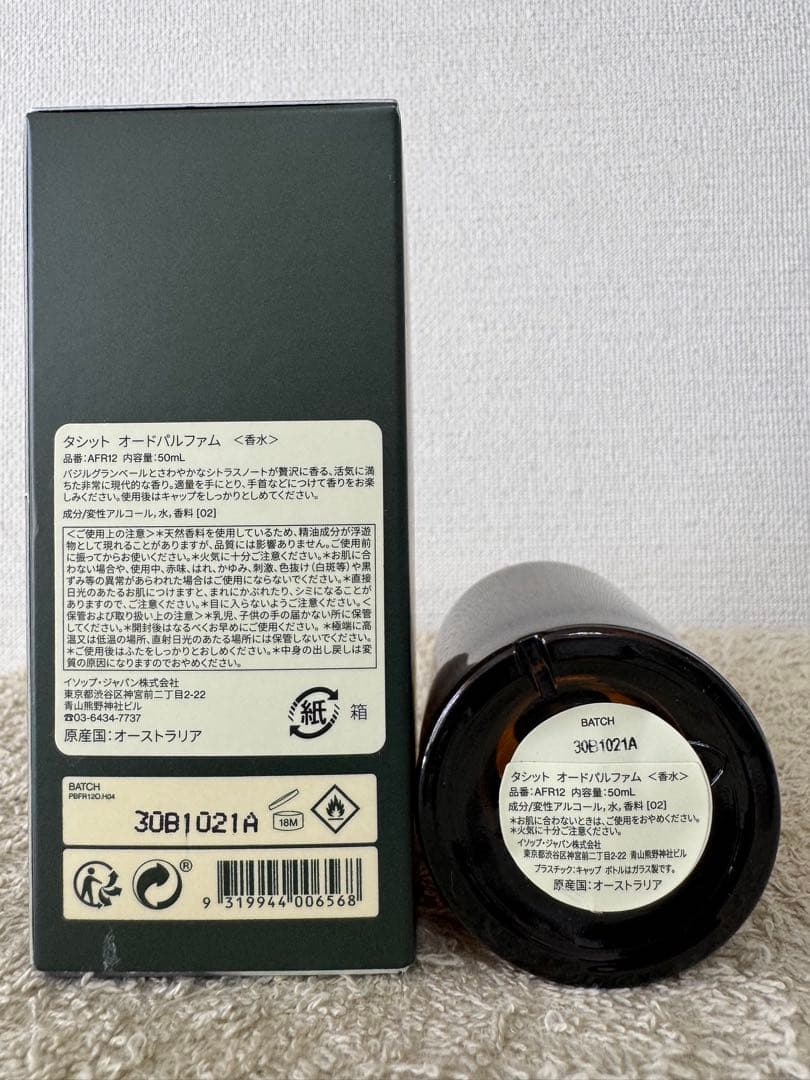 タシット オードパルファム ＜香水＞
品番:AFR12 内容量:50mL
バジルグランベールとさわやかなシトラスノートが贅沢に香る、活気に満
ちた非常に現代的な香り。適量を手にとり、手首などにつけて香りをお楽
しみください。使用後はキャップをしっかりとしめてください。
成分/変性アルコール,水,香料 [02]
＜ご使用上の注意＞＊天然香料を使用しているため、精油成分が浮遊
物として現れることがありますが、品質には影響ありません。ご使用前
に振ってからお使いください。＊火気に十分ご注意ください。＊お肌に合
わない場合や、使用中、赤味、はれ、かゆみ、刺激、色抜け(白斑等)や黒
ずみ等の異常があらわれた場合はご使用にならないでください。＊直接
日光のあたるお肌につけますと、まれにかぶれたり、シミになることが
ありますので、ご注意ください。＊目に入らないようご注意ください。＜
保管および取り扱い上の注意＞＊乳児、子供の手の届かない所に保管
してください。＊開封後はなるべくお早めにご使用ください。＊極端に高
温又は低温の場所、直射日光のあたる場所には保管しないでください。
＊ご使用後はふたをしっかりとおしめください。＊中身の出し戻しは変
質の原因になりますのでおやめください。
イソップ・ジャパン株式会社
東京都渋谷区神宮前二丁目2-22
青山熊野神社ビル
☎03-6434-7737
原産国:オーストラリア
紙 箱
BATCH
PBFR12O.H04
30B1021A
18M
®
9 319944 006568
BATCH
30B1021A
タシット オードパルファム ＜香水＞
品番:AFR12 内容量:50mL
成分/変性アルコール,水,香料 [02]
＊お肌に合わないときは、ご使用をおやめください。
＊火気に十分ご注意ください。
イソップ・ジャパン株式会社
東京都渋谷区神宮前二丁目2-22 青山熊野神社ビル
プラスチック:キャップ ボトルはガラス製です。
原産国:オーストラリア